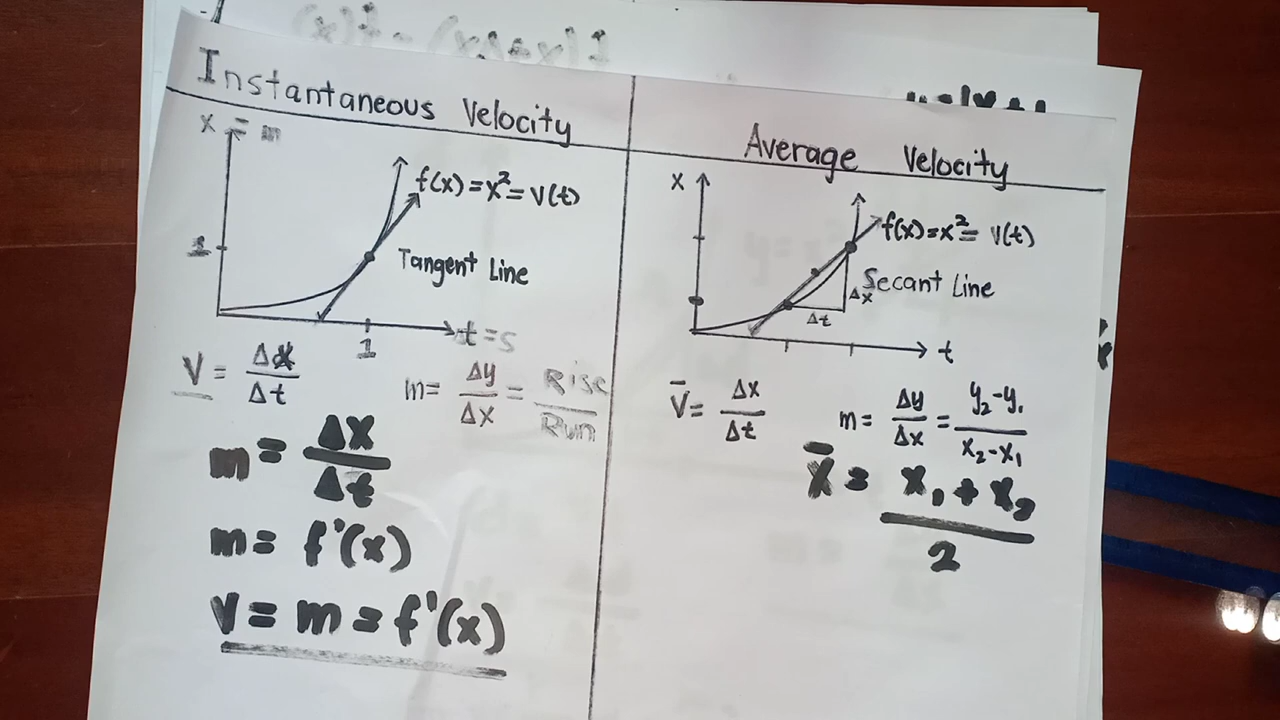 Instantaneous Velocity
x = m
f(x) = x² = v(t)
1
Tangent Line
t = s
1
V = Δx/Δt
m = Δy/Δx = Rise/Run
m = Δx/Δt
m = f'(x)
v = m = f'(x)
Average Velocity
x
f(x) = x² = v(t)
Secant Line
Δx
Δt
t
V̄ = Δx/Δt
m = Δy/Δx = y₂-y₁/x₂-x₁
x̄ = x₁ + x₂/2